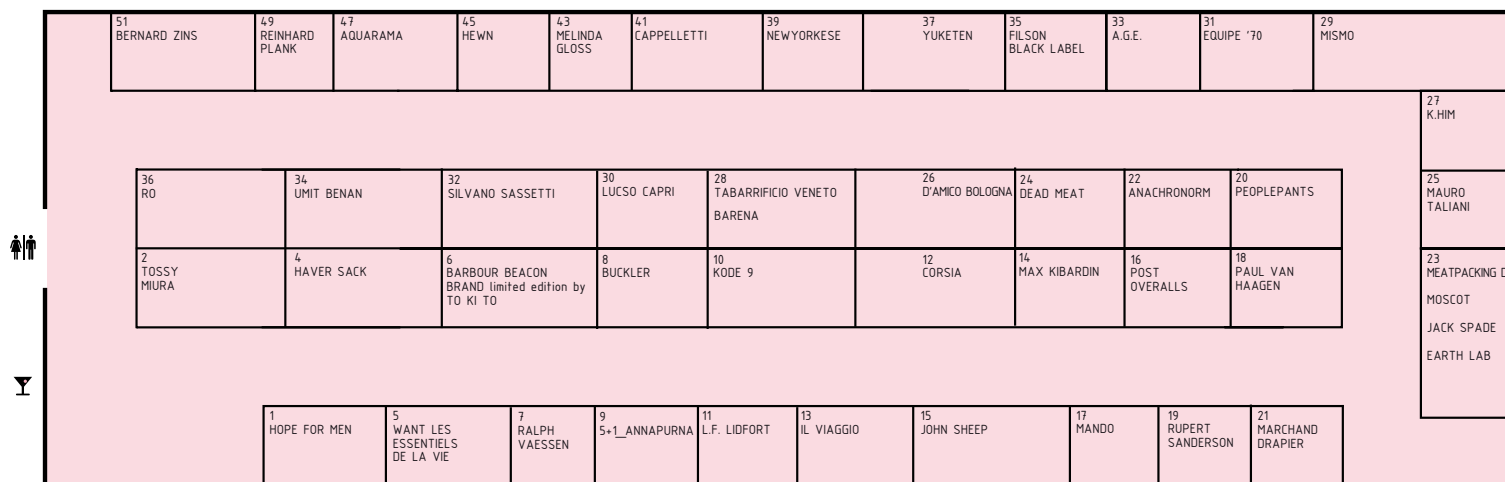 51
BERNARD ZINS
49
REINHARD
PLANK
47
AQUARAMA
45
HEWN
43
MELINDA
GLOSS
41
CAPPELLETTI
39
NEWYORKESE
37
YUKETEN
35
FILSON
BLACK LABEL
33
A.G.E.
31
EQUIPE '70
29
MISMO
27
K.HIM
36
RO
34
UMIT BENAN
32
SILVANO SASSETTI
30
LUCSO CAPRI
28
TABARRIFICIO VENETO
BARENA
26
D'AMICO BOLOGNA
24
DEAD MEAT
22
ANACHRONORM
20
PEOPLEPANTS
25
MAURO
TALIANI
2
TOSSY
MIURA
4
HAVER SACK
6
BARBOUR BEACON
BRAND limited edition by
TO KI TO
8
BUCKLER
10
KODE 9
12
CORSIA
14
MAX KIBARDIN
16
POST
OVERALLS
18
PAUL VAN
HAAGEN
23
MEATPACKING D
MOSCOT
JACK SPADE
EARTH LAB
1
HOPE FOR MEN
5
WANT LES
ESSENTIELS
DE LA VIE
7
RALPH
VAESSEN
9
5+1_ANNAPURNA
11
L.F. LIDFORT
13
IL VIAGGIO
15
JOHN SHEEP
17
MANDO
19
RUPERT
SANDERSON
21
MARCHAND
DRAPIER